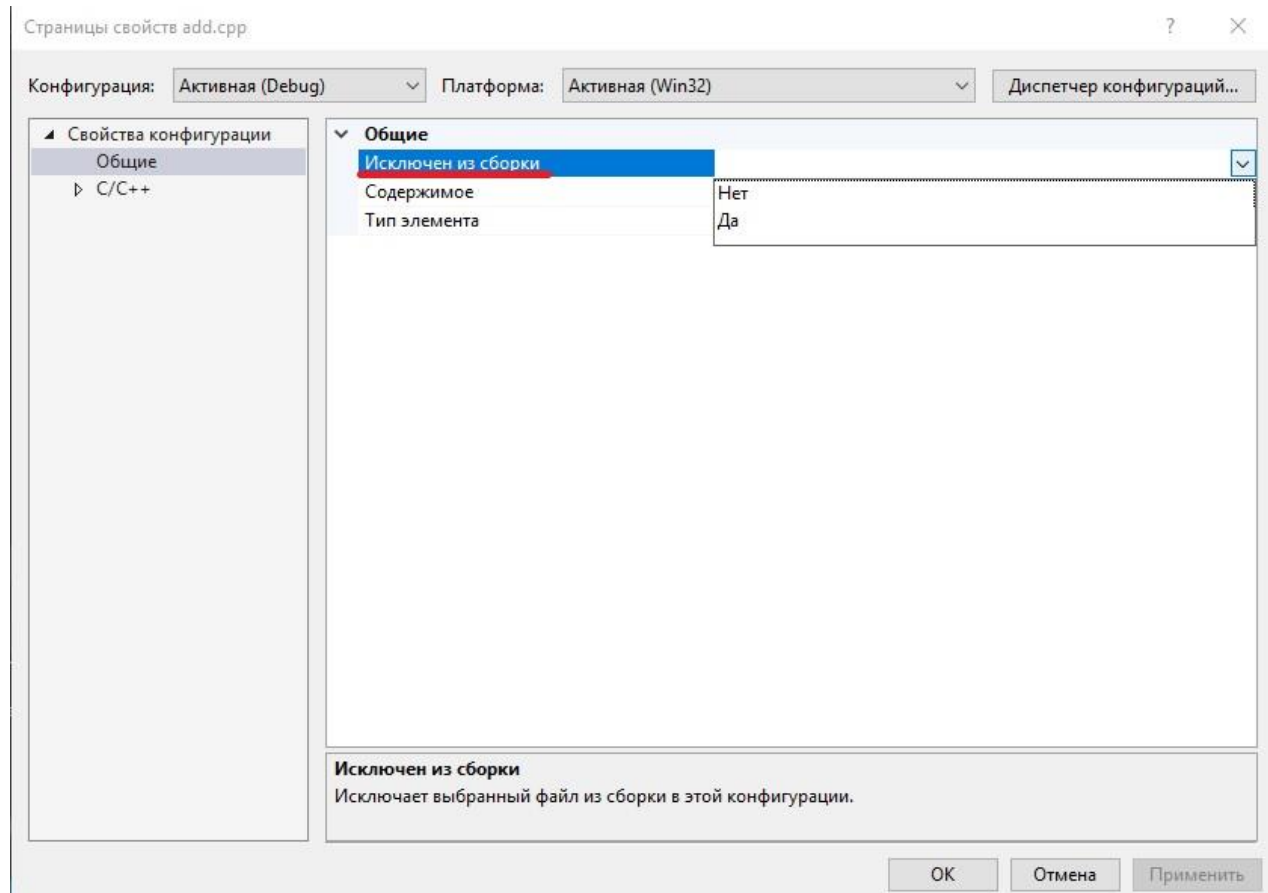 Страницы свойств add.cpp
Конфигурация: Активная (Debug) Платформа: Активная (Win32) Диспетчер конфигураций...
Свойства конфигурации
Общие
C/C++
Общие
Исключен из сборки
Содержимое
Тип элемента
Нет
Да
Исключен из сборки
Исключает выбранный файл из сборки в этой конфигурации.
ОК Отмена Применить